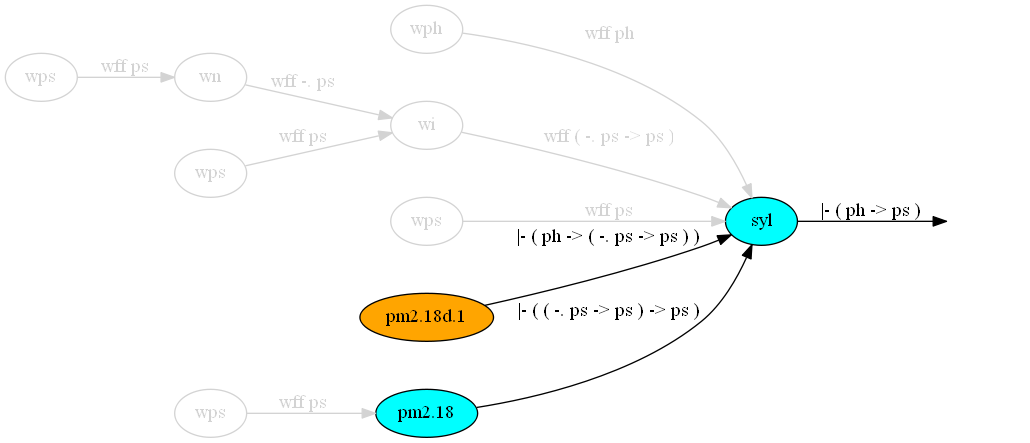 wph
wff ph
wps
wff ps
wn
wff -. ps
wi
wff ps
wff ( -. ps -> ps )
wps
wps
wff ps
syl
|- ( ph -> ps )
|- ( ph -> ( -. ps -> ps ) )
pm2.18d.1
|- ( ( -. ps -> ps ) -> ps )
wps
wff ps
pm2.18